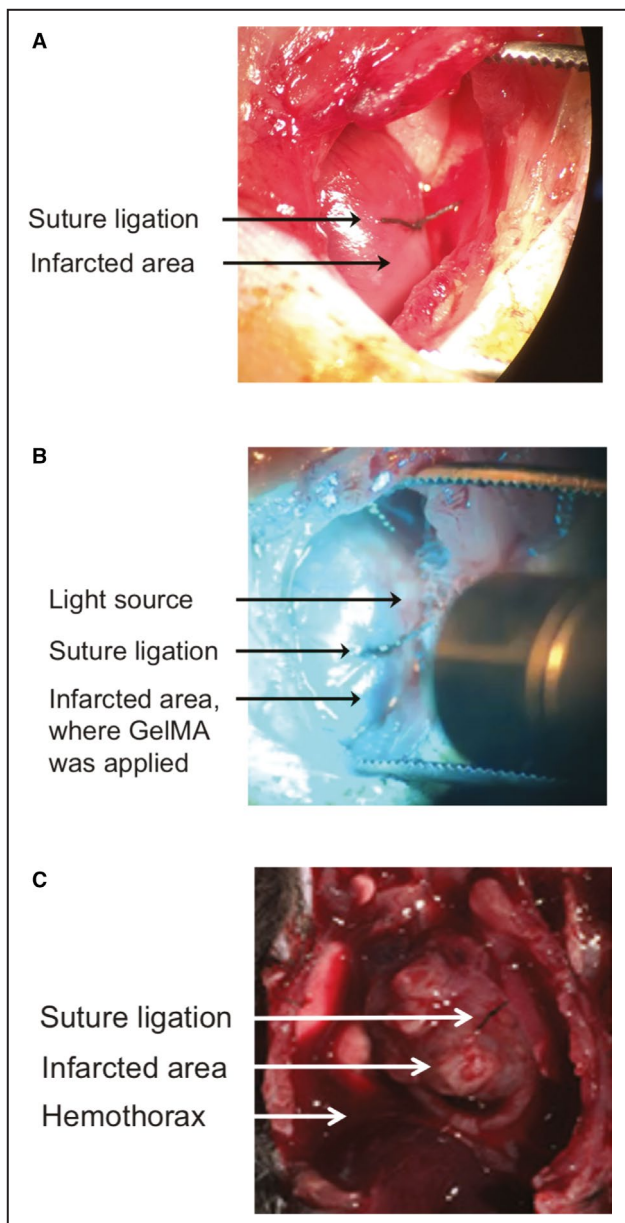 A
Suture ligation
Infarcted area
B
Light source
Suture ligation
Infarcted area,
where GelMA
was applied
C
Suture ligation
Infarcted area
Hemothorax